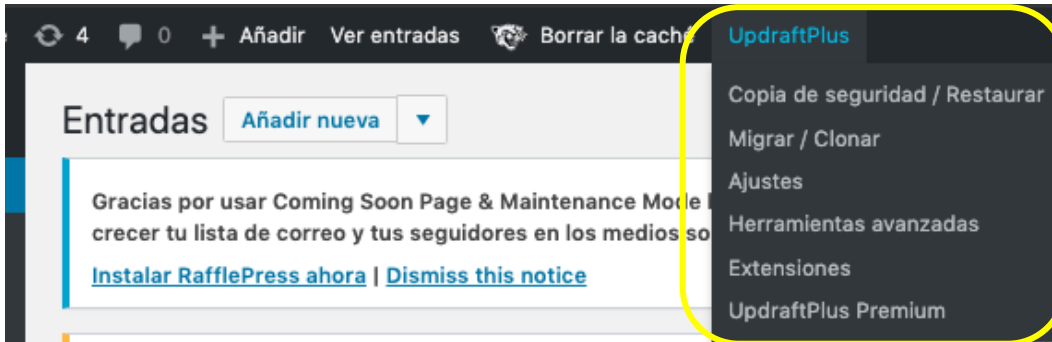 4 0 + Añadir Ver entradas Borrar la caché UpdraftPlus
Copia de seguridad / Restaurar
Migrar / Clonar
Ajustes
Herramientas avanzadas
Extensiones
UpdraftPlus Premium
Entradas Añadir nueva
Gracias por usar Coming Soon Page & Maintenance Mode
crecer tu lista de correo y tus seguidores en los medios so
Instalar RafflePress ahora | Dismiss this notice